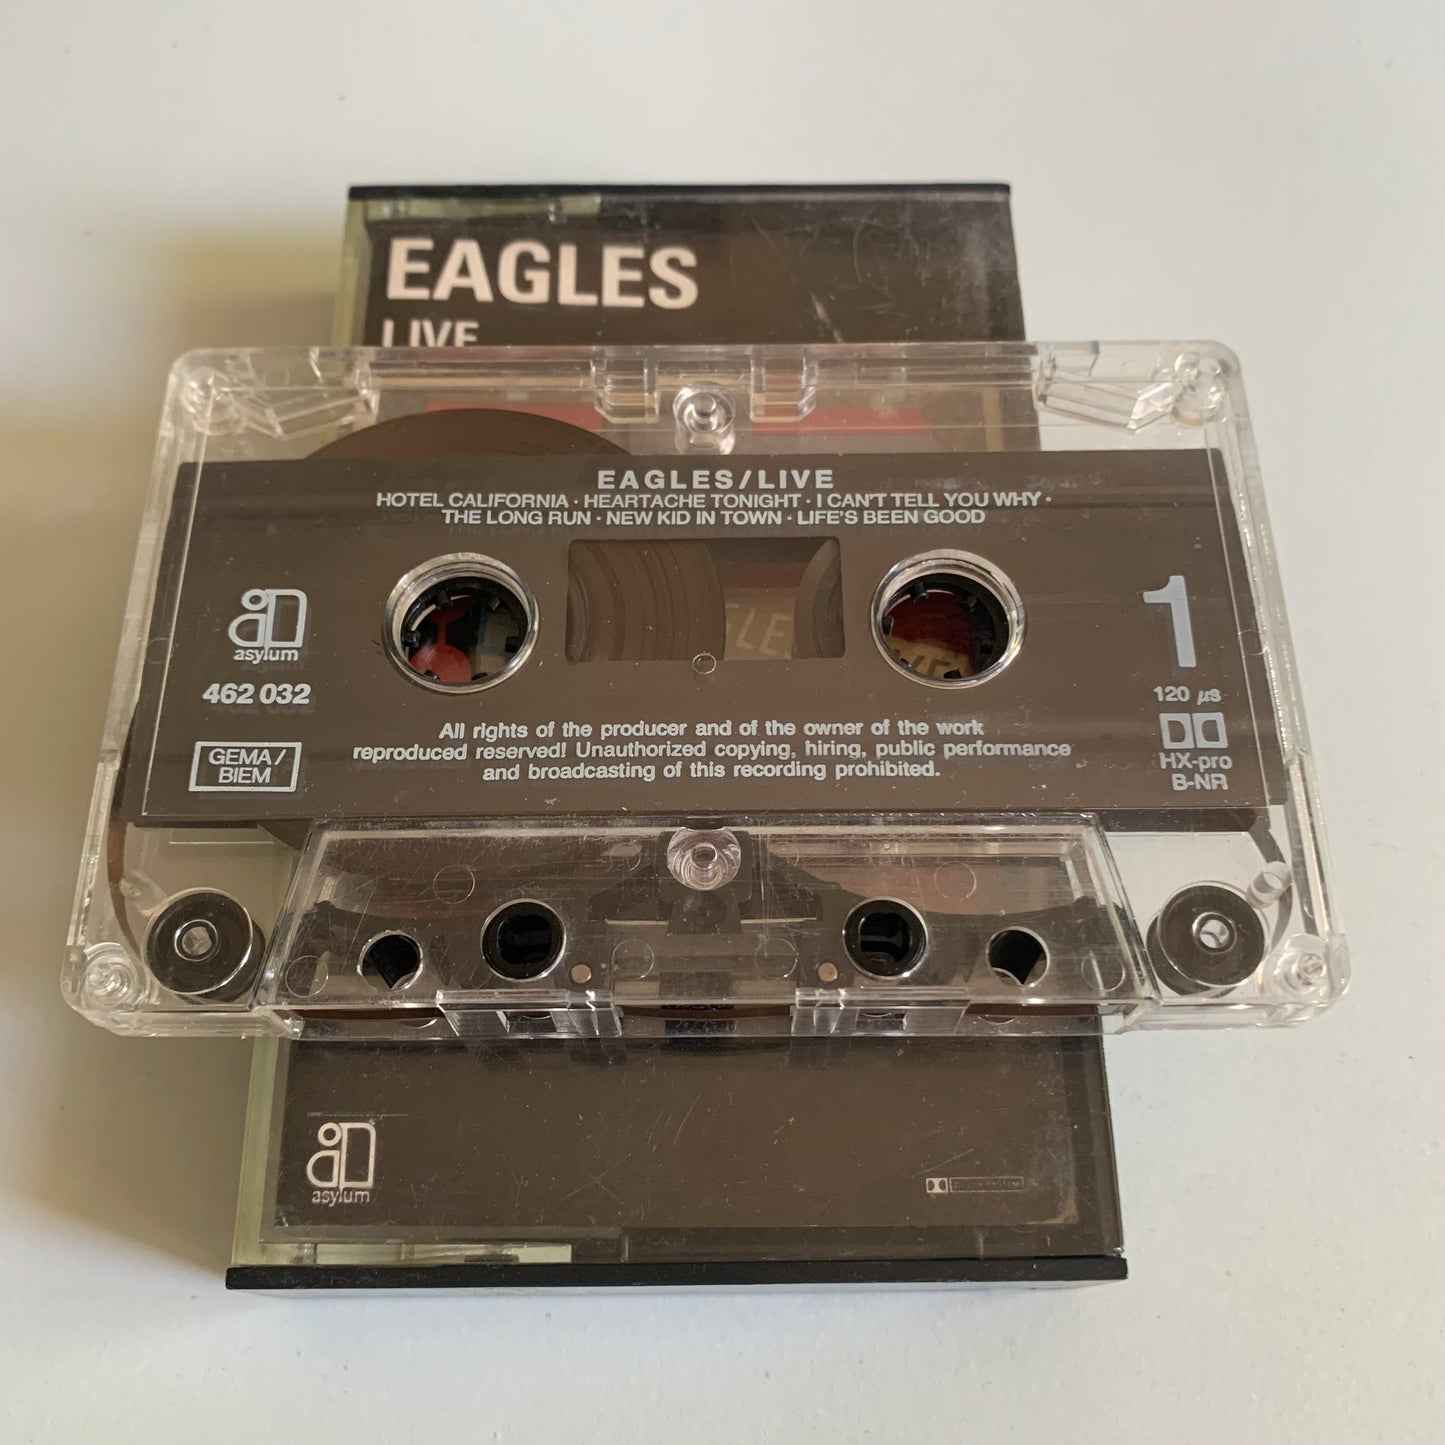 EAGLES
LIVE
EAGLES/LIVE
HOTEL CALIFORNIA · HEARTACHE TONIGHT · I CAN'T TELL YOU WHY ·
THE LONG RUN · NEW KID IN TOWN · LIFE'S BEEN GOOD
asylum
462 032
GEMA/
BIEM
1
120 µs
HX-pro
B-NR
All rights of the producer and of the owner of the work
reproduced reserved! Unauthorized copying, hiring, public performance
and broadcasting of this recording prohibited.
asylum